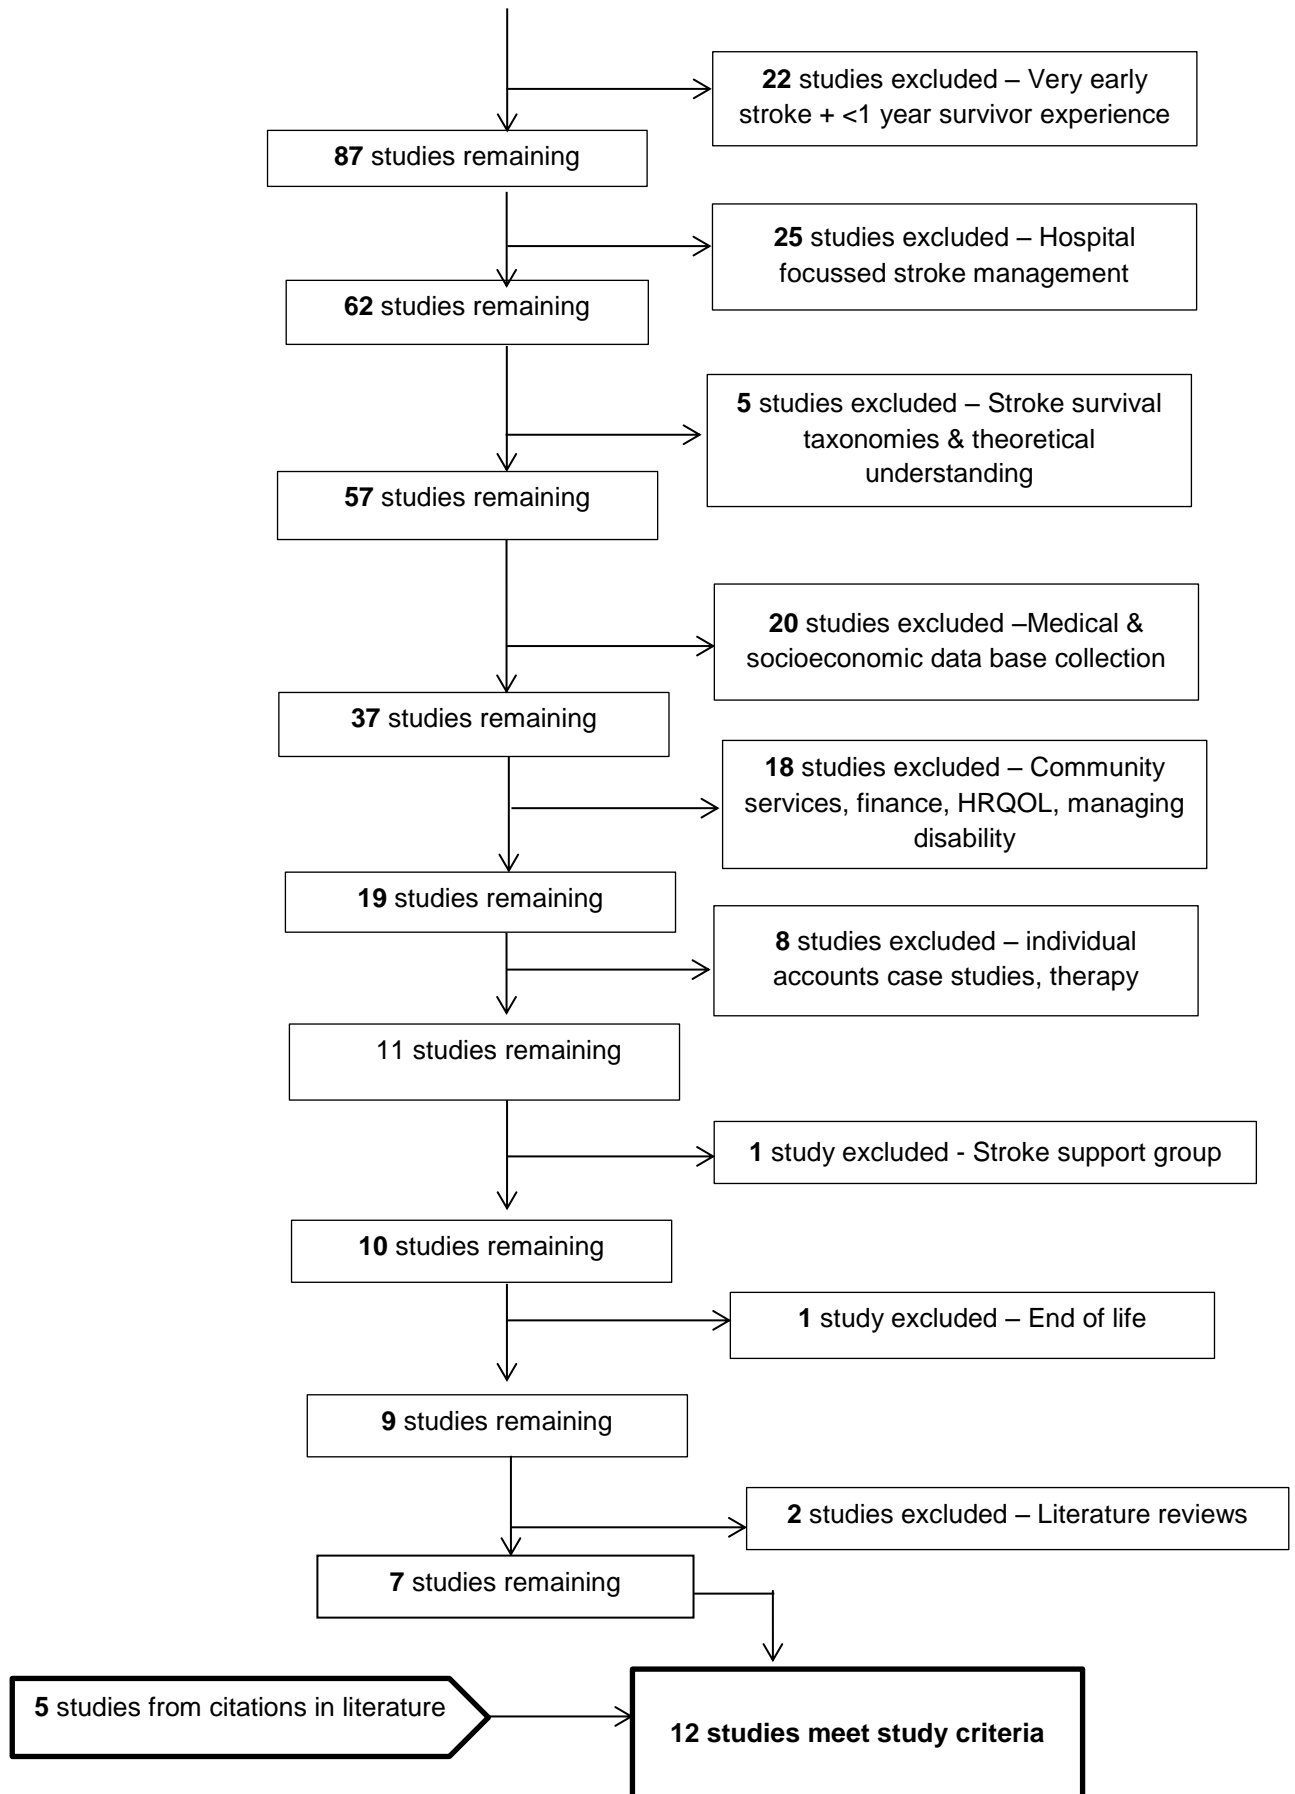 22 studies excluded – Very early
stroke + <1 year survivor experience
87 studies remaining
25 studies excluded – Hospital
focussed stroke management
62 studies remaining
5 studies excluded – Stroke survival
taxonomies & theoretical
understanding
57 studies remaining
20 studies excluded –Medical &
socioeconomic data base collection
37 studies remaining
18 studies excluded – Community
services, finance, HRQOL, managing
disability
19 studies remaining
8 studies excluded – individual
accounts case studies, therapy
11 studies remaining
1 study excluded - Stroke support group
10 studies remaining
1 study excluded – End of life
9 studies remaining
2 studies excluded – Literature reviews
7 studies remaining
5 studies from citations in literature
12 studies meet study criteria